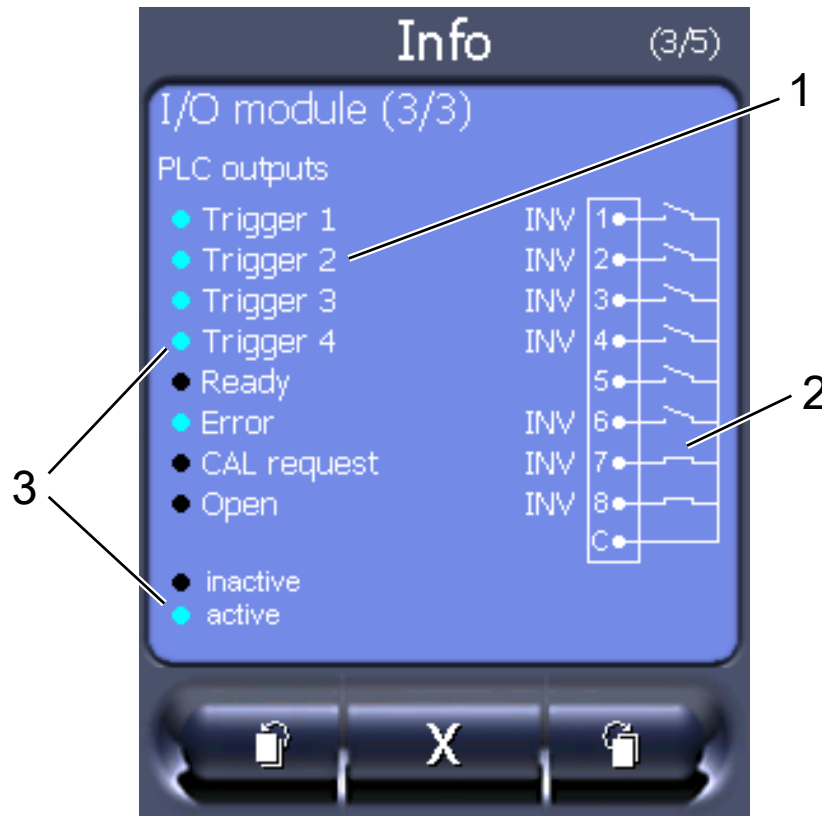 Info (3/5)
I/O module (3/3)
1
PLC outputs
Trigger 1 INV 1
Trigger 2 INV 2
Trigger 3 INV 3
Trigger 4 INV 4
Ready 5
Error INV 6
2
CAL request INV 7
3
Open INV 8
C
inactive
active
X